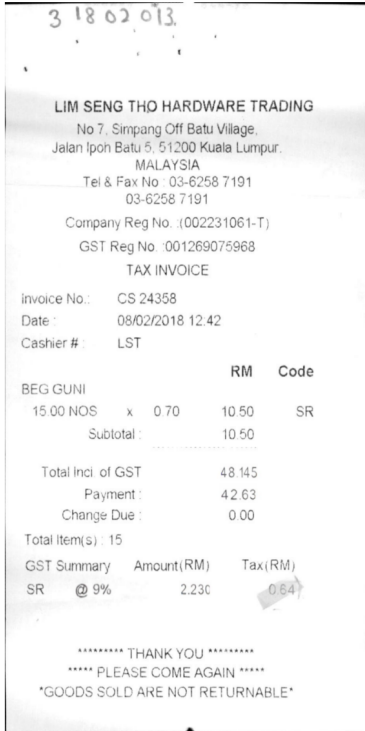 3 18 02 013.
LIM SENG THO HARDWARE TRADING
No 7, Simpang Off Batu Village,
Jalan Ipoh Batu 5, 51200 Kuala Lumpur.
MALAYSIA
Tel & Fax No : 03-6258 7191
03-6258 7191
Company Reg No. :(002231061-T)
GST Reg No. :001269075968
TAX INVOICE
Invoice No.: CS 24358
Date : 08/02/2018 12:42
Cashier # : LST
RM Code
BEG GUNI
15.00 NOS x 0.70 10.50 SR
Subtotal : 10.50
Total Incl. of GST 48.145
Payment : 42.63
Change Due : 0.00
Total Item(s) : 15
GST Summary Amount(RM) Tax(RM)
SR @ 9% 2.230 0.64
********* THANK YOU *********
***** PLEASE COME AGAIN *****
*GOODS SOLD ARE NOT RETURNABLE*